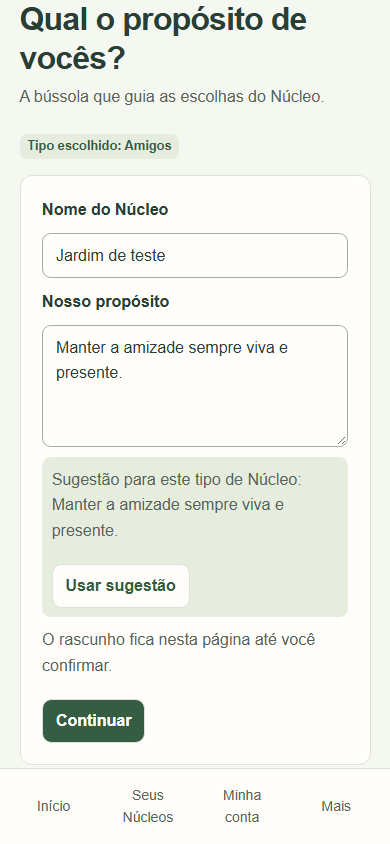 Qual o propósito de
vocês?
A bússola que guia as escolhas do Núcleo.
Tipo escolhido: Amigos
Nome do Núcleo
Jardim de teste
Nosso propósito
Manter a amizade sempre viva e
presente.
Sugestão para este tipo de Núcleo:
Manter a amizade sempre viva e
presente.
Usar sugestão
O rascunho fica nesta página até você
confirmar.
Continuar
Início
Seus
Núcleos
Minha
conta
Mais